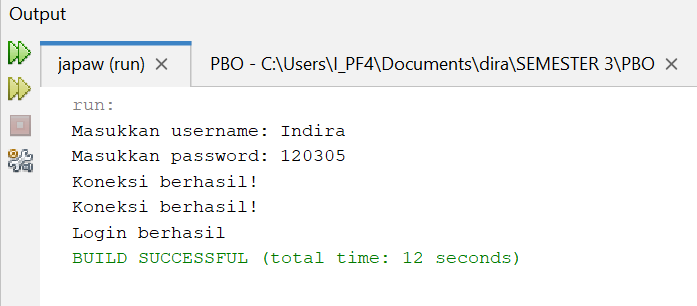 Output
japaw (run) ×
PBO - C:\Users\I_PF4\Documents\dira\SEMESTER 3\PBO ×
run:
Masukkan username: Indira
Masukkan password: 120305
Koneksi berhasil!
Koneksi berhasil!
Login berhasil
BUILD SUCCESSFUL (total time: 12 seconds)